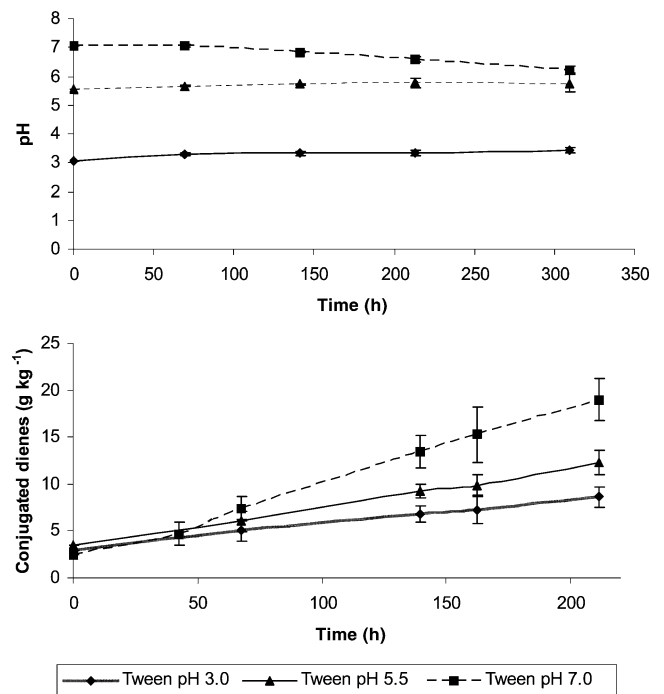 pH
8
7
6
5
4
3
2
1
0
0 50 100 150 200 250 300 350
Time (h)
Conjugated dienes (g kg⁻¹)
25
20
15
10
5
0
0 50 100 150 200
Time (h)
Tween pH 3.0 Tween pH 5.5 Tween pH 7.0